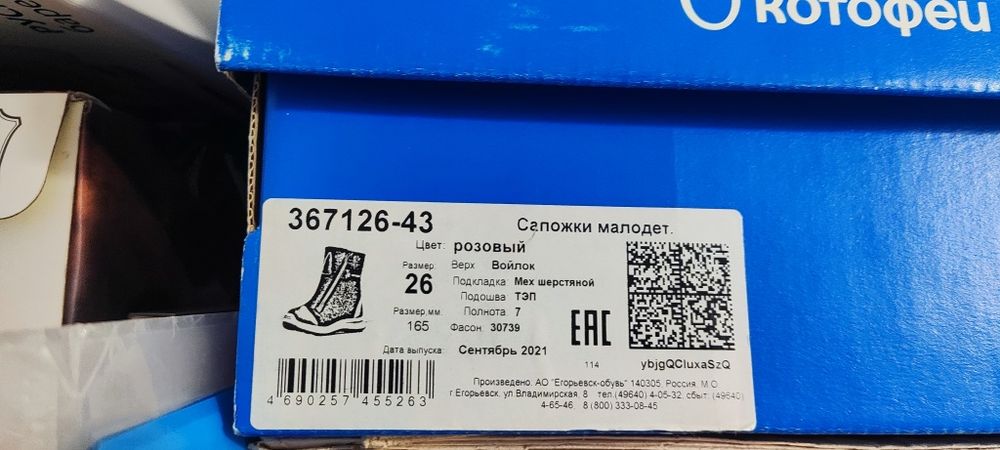 котофей
367126-43
Сапожки малодет.
Цвет: розовый
Размер: Верх Войлок
26 Подкладка: Мех шерстяной
Подошва ТЭП
Размер,мм. Полнота 7
165 Фасон: 30739
EAC
Дата выпуска: Сентябрь 2021
114 ybjgQCluxaSzQ
4 690257 455263
Произведено: АО "Егорьевск-обувь" 140305, Россия, М.О.
г.Егорьевск, ул.Владимирская, 8 тел.(49640) 4-05-32, сбыт: (49640)
4-65-46, 8 (800) 333-08-45